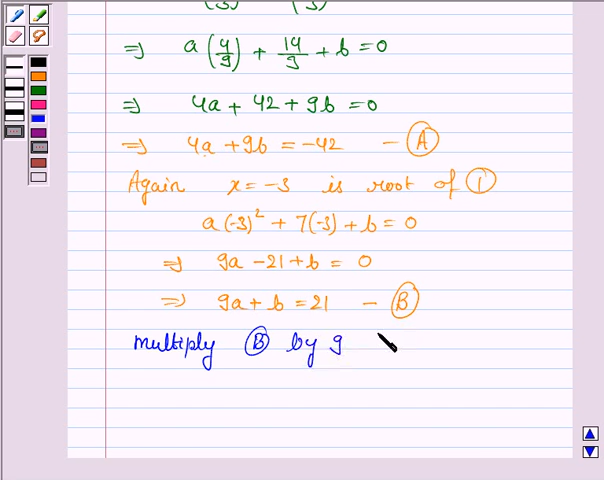 ⇒ a(4/9) + 14/9 + b = 0
⇒ 4a + 42 + 9b = 0
⇒ 4a + 9b = -42 - Ⓐ
Again x = -3 is root of ①
a(-3)² + 7(-3) + b = 0
⇒ 9a - 21 + b = 0
⇒ 9a + b = 21 - Ⓑ
Multiply Ⓑ by 9